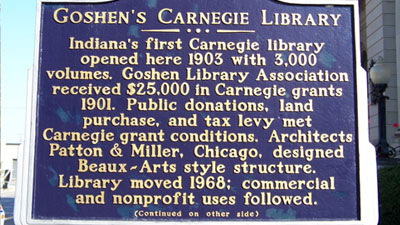 GOSHEN'S CARNEGIE LIBRARY
Indiana's first Carnegie library
opened here 1903 with 3,000
volumes. Goshen Library Association
received $25,000 in Carnegie grants
1901. Public donations, land
purchase, and tax levy met
Carnegie grant conditions. Architects
Patton & Miller, Chicago, designed
Beaux-Arts style structure.
Library moved 1968; commercial
and nonprofit uses followed.
(Continued on other side)